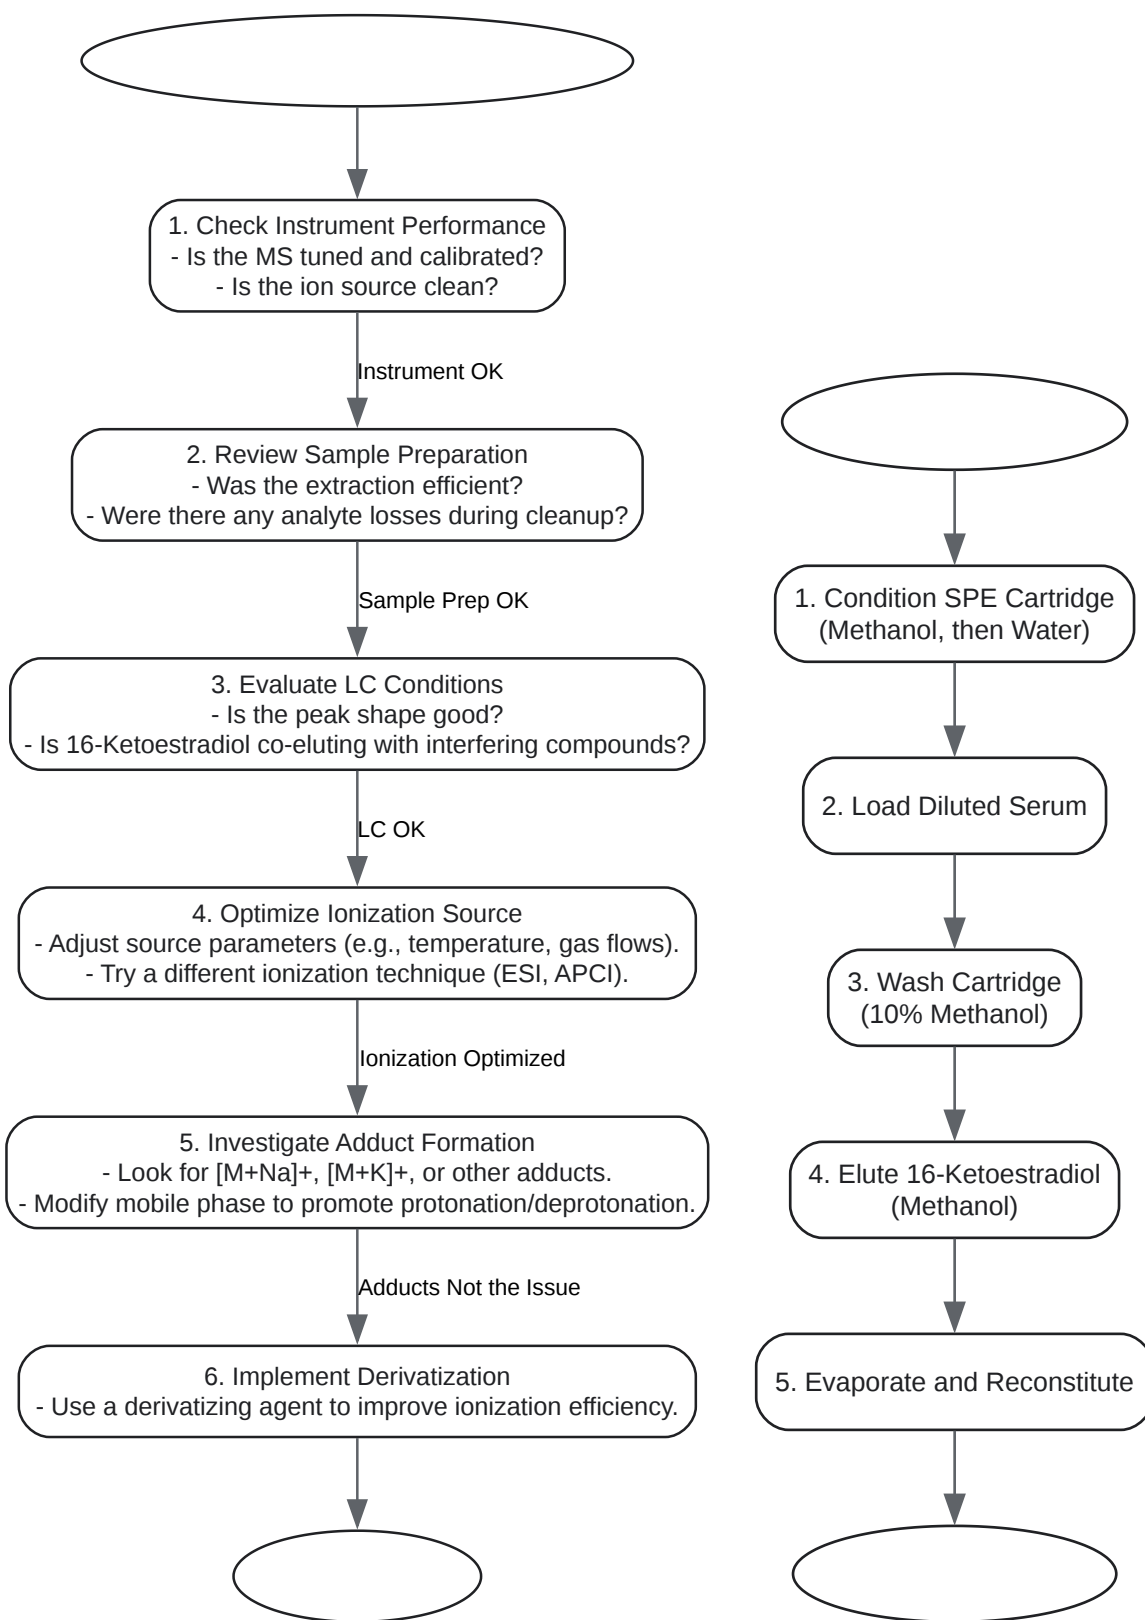 1. Check Instrument Performance
- Is the MS tuned and calibrated?
- Is the ion source clean?
Instrument OK
2. Review Sample Preparation
- Was the extraction efficient?
- Were there any analyte losses during cleanup?
Sample Prep OK
3. Evaluate LC Conditions
- Is the peak shape good?
- Is 16-Ketoestradiol co-eluting with interfering compounds?
LC OK
4. Optimize Ionization Source
- Adjust source parameters (e.g., temperature, gas flows).
- Try a different ionization technique (ESI, APCI).
Ionization Optimized
5. Investigate Adduct Formation
- Look for [M+Na]+, [M+K]+, or other adducts.
- Modify mobile phase to promote protonation/deprotonation.
Adducts Not the Issue
6. Implement Derivatization
- Use a derivatizing agent to improve ionization efficiency.
1. Condition SPE Cartridge
(Methanol, then Water)
2. Load Diluted Serum
3. Wash Cartridge
(10% Methanol)
4. Elute 16-Ketoestradiol
(Methanol)
5. Evaporate and Reconstitute